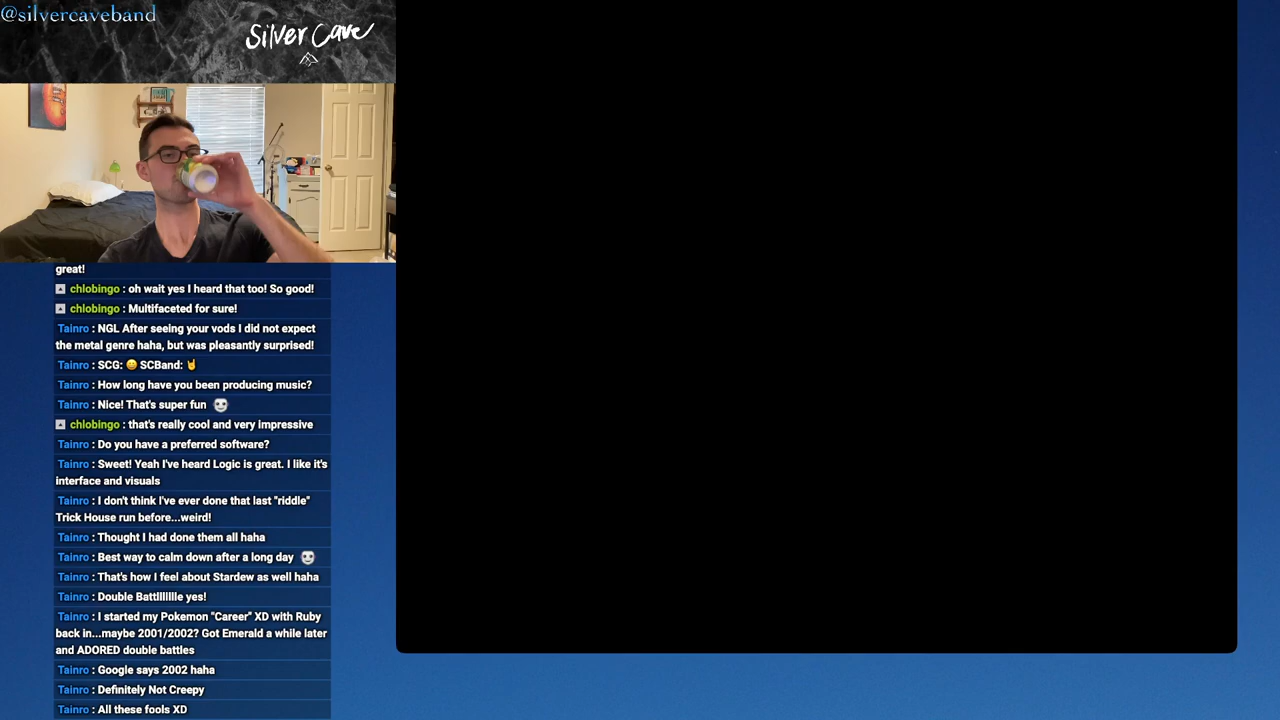 @silvercaveband
Silver Cave
great!
chlobingo : oh wait yes I heard that too! So good!
chlobingo : Multifaceted for sure!
Tainro : NGL After seeing your vods I did not expect
the metal genre haha, but was pleasantly surprised!
Tainro : SCG: 😀 SCBand: 🤘
Tainro : How long have you been producing music?
Tainro : Nice! That's super fun
chlobingo : that's really cool and very impressive
Tainro : Do you have a preferred software?
Tainro : Sweet! Yeah I've heard Logic is great. I like it's
interface and visuals
Tainro : I don't think I've ever done that last "riddle"
Trick House run before...weird!
Tainro : Thought I had done them all haha
Tainro : Best way to calm down after a long day
Tainro : That's how I feel about Stardew as well haha
Tainro : Double Battllllllle yes!
Tainro : I started my Pokemon "Career" XD with Ruby
back in...maybe 2001/2002? Got Emerald a while later
and ADORED double battles
Tainro : Google says 2002 haha
Tainro : Definitely Not Creepy
Tainro : All these fools XD